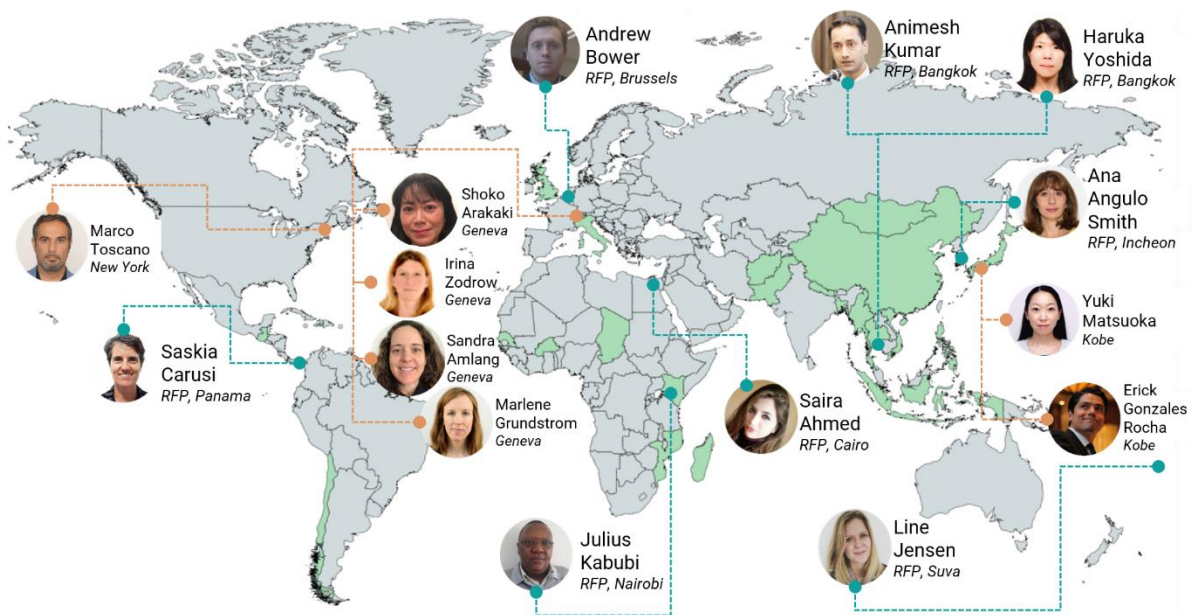 Andrew
Bower
RFP, Brussels
Animesh
Kumar
RFP, Bangkok
Haruka
Yoshida
RFP, Bangkok
Marco
Toscano
New York
Shoko
Arakaki
Geneva
Ana
Angulo
Smith
RFP, Incheon
Irina
Zodrow
Geneva
Yuki
Matsuoka
Kobe
Saskia
Carusi
RFP, Panama
Sandra
Amlang
Geneva
Marlene
Grundstrom
Geneva
Saira
Ahmed
RFP, Cairo
Erick
Gonzales
Rocha
Kobe
Julius
Kabubi
RFP, Nairobi
Line
Jensen
RFP, Suva